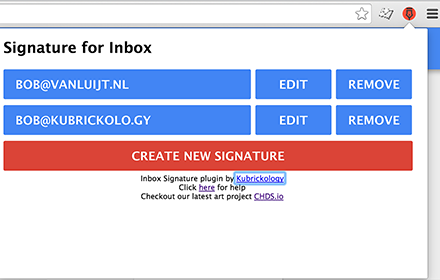 Signature for Inbox
BOB@VANLUIJT.NL EDIT REMOVE
BOB@KUBRICKOLO.GY EDIT REMOVE
CREATE NEW SIGNATURE
Inbox Signature plugin by Kubrickology
Click here for help
Checkout our latest art project CHDS.io